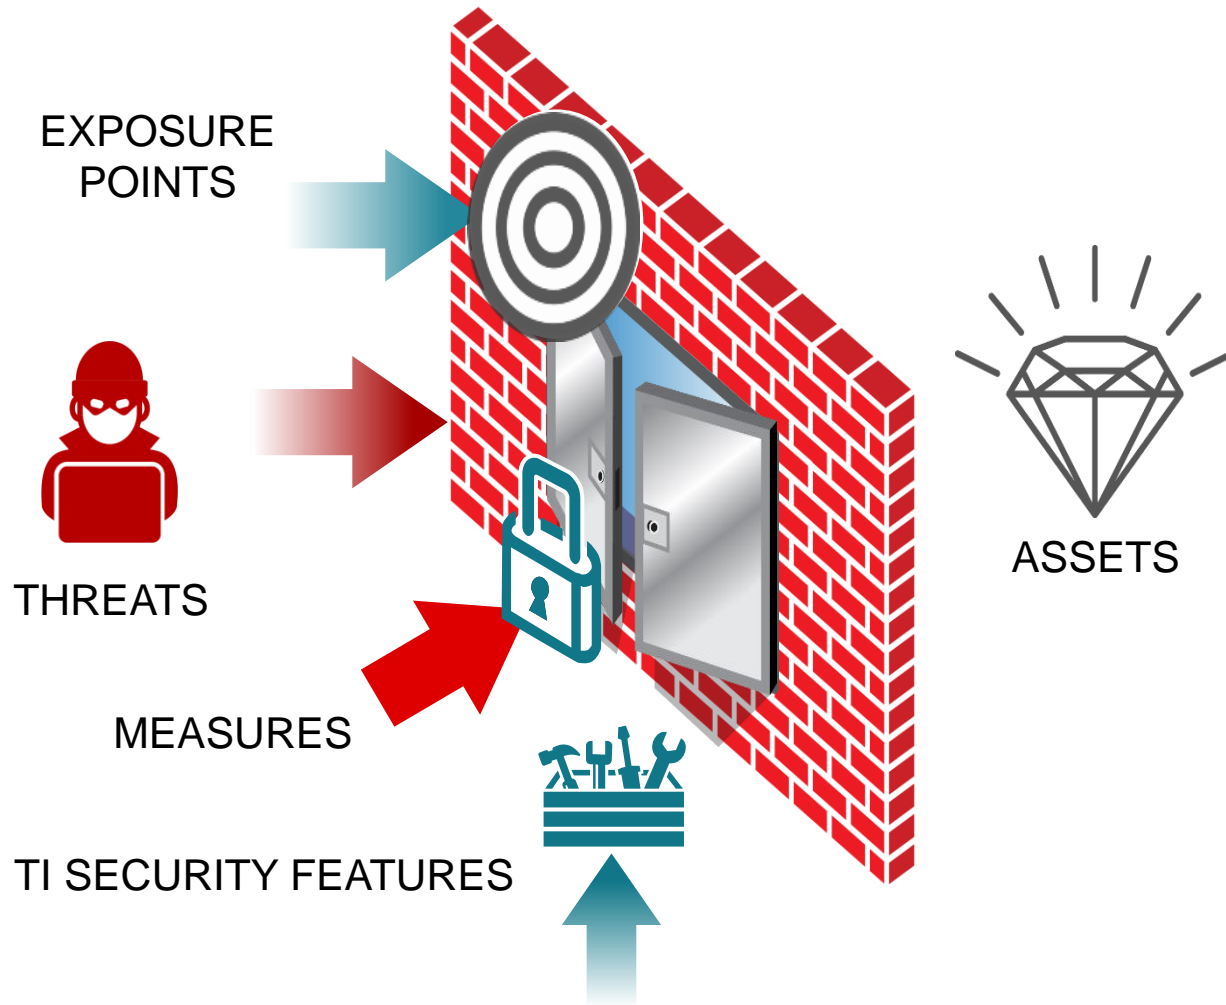 EXPOSURE
POINTS
THREATS
ASSETS
MEASURES
TI SECURITY FEATURES